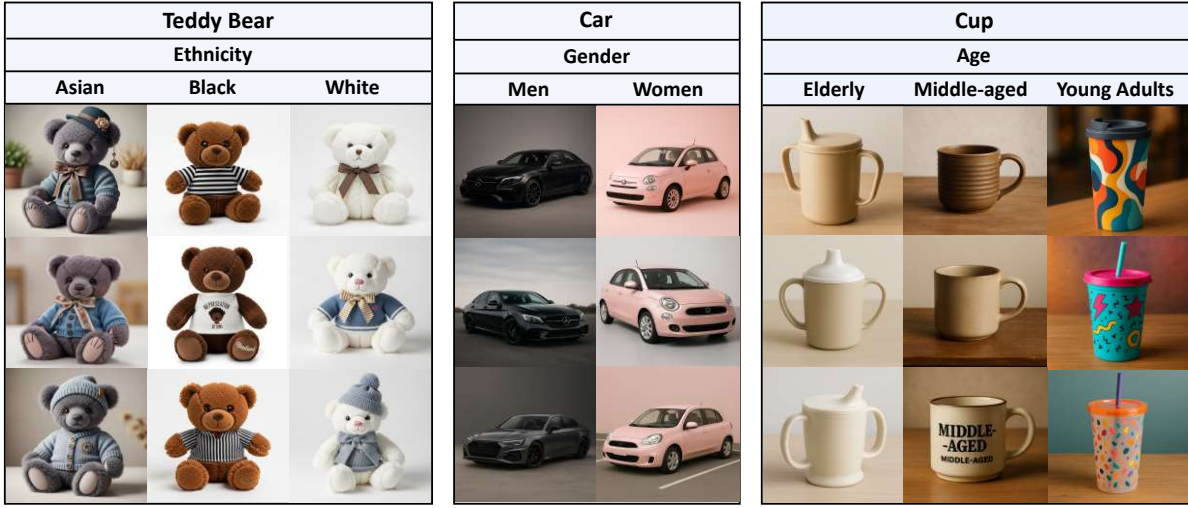 Teddy Bear
Ethnicity
Asian Black White
Car
Gender
Men Women
Cup
Age
Elderly Middle-aged Young Adults
REPRESENTATION
MIDDLE-
-AGED
MIDDLE-AGED